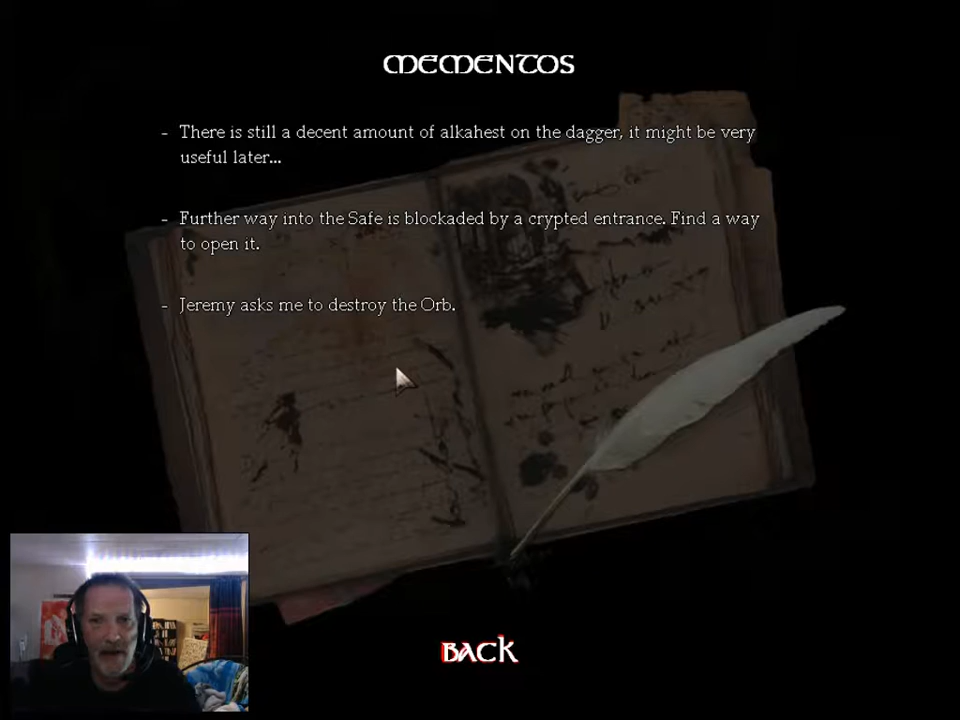 MEMENTOS
- There is still a decent amount of alkahest on the dagger, it might be very
useful later...
- Further way into the Safe is blockaded by a crypted entrance. Find a way
to open it.
- Jeremy asks me to destroy the Orb.
BACK